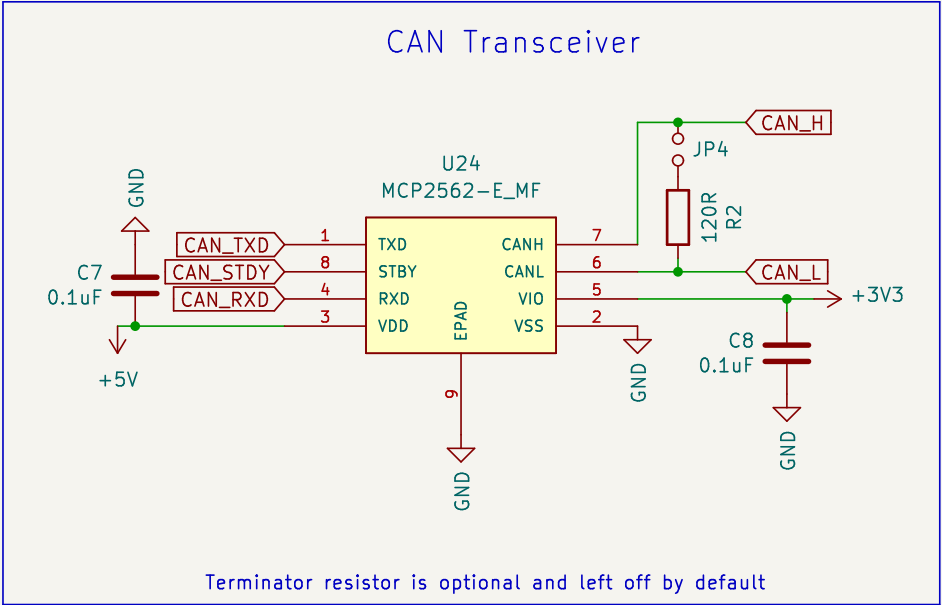 CAN Transceiver
CAN_H
JP4
U24
MCP2562-E_MF
GND
120R
R2
CAN_TXD
1
TXD
CANH
7
C7
0.1uF
CAN_STDY
8
STBY
CANL
6
CAN_L
CAN_RXD
4
RXD
VIO
5
+3V3
3
VDD
EPAD
VSS
2
+5V
GND
C8
0.1uF
9
GND
GND
Terminator resistor is optional and left off by default